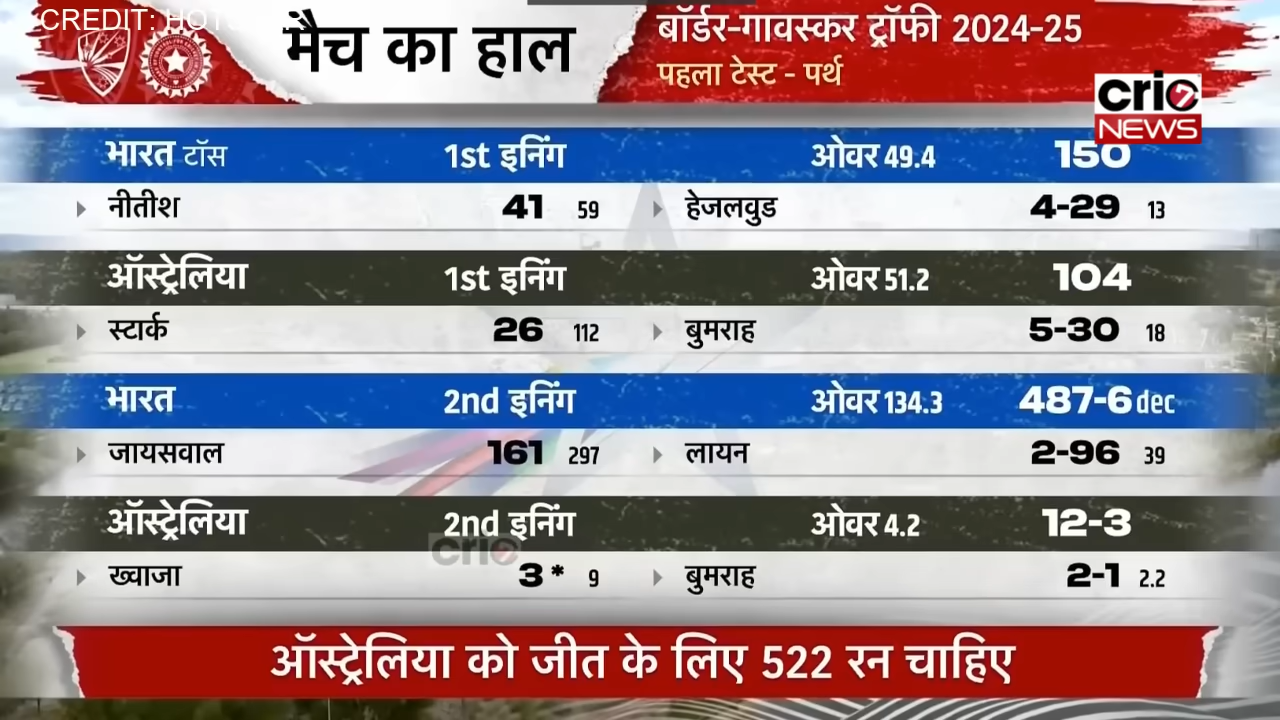 CREDIT:
मैच का हाल
बॉर्डर-गावस्कर ट्रॉफी 2024-25
पहला टेस्ट - पर्थ
cric7
NEWS
भारत टॉस 1st इनिंग ओवर 49.4 150
नीतीश 41 59 हेजलवुड 4-29 13
ऑस्ट्रेलिया 1st इनिंग ओवर 51.2 104
स्टार्क 26 112 बुमराह 5-30 18
भारत 2nd इनिंग ओवर 134.3 487-6 dec
जायसवाल 161 297 लायन 2-96 39
ऑस्ट्रेलिया 2nd इनिंग ओवर 4.2 12-3
ख्वाजा 3* 9 बुमराह 2-1 2.2
ऑस्ट्रेलिया को जीत के लिए 522 रन चाहिए